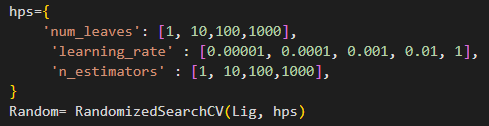 hps={
'num_leaves': [1, 10,100,1000],
'learning_rate' : [0.00001, 0.0001, 0.001, 0.01, 1],
'n_estimators' : [1, 10,100,1000],
}
Random= RandomizedSearchCV(Lig, hps)